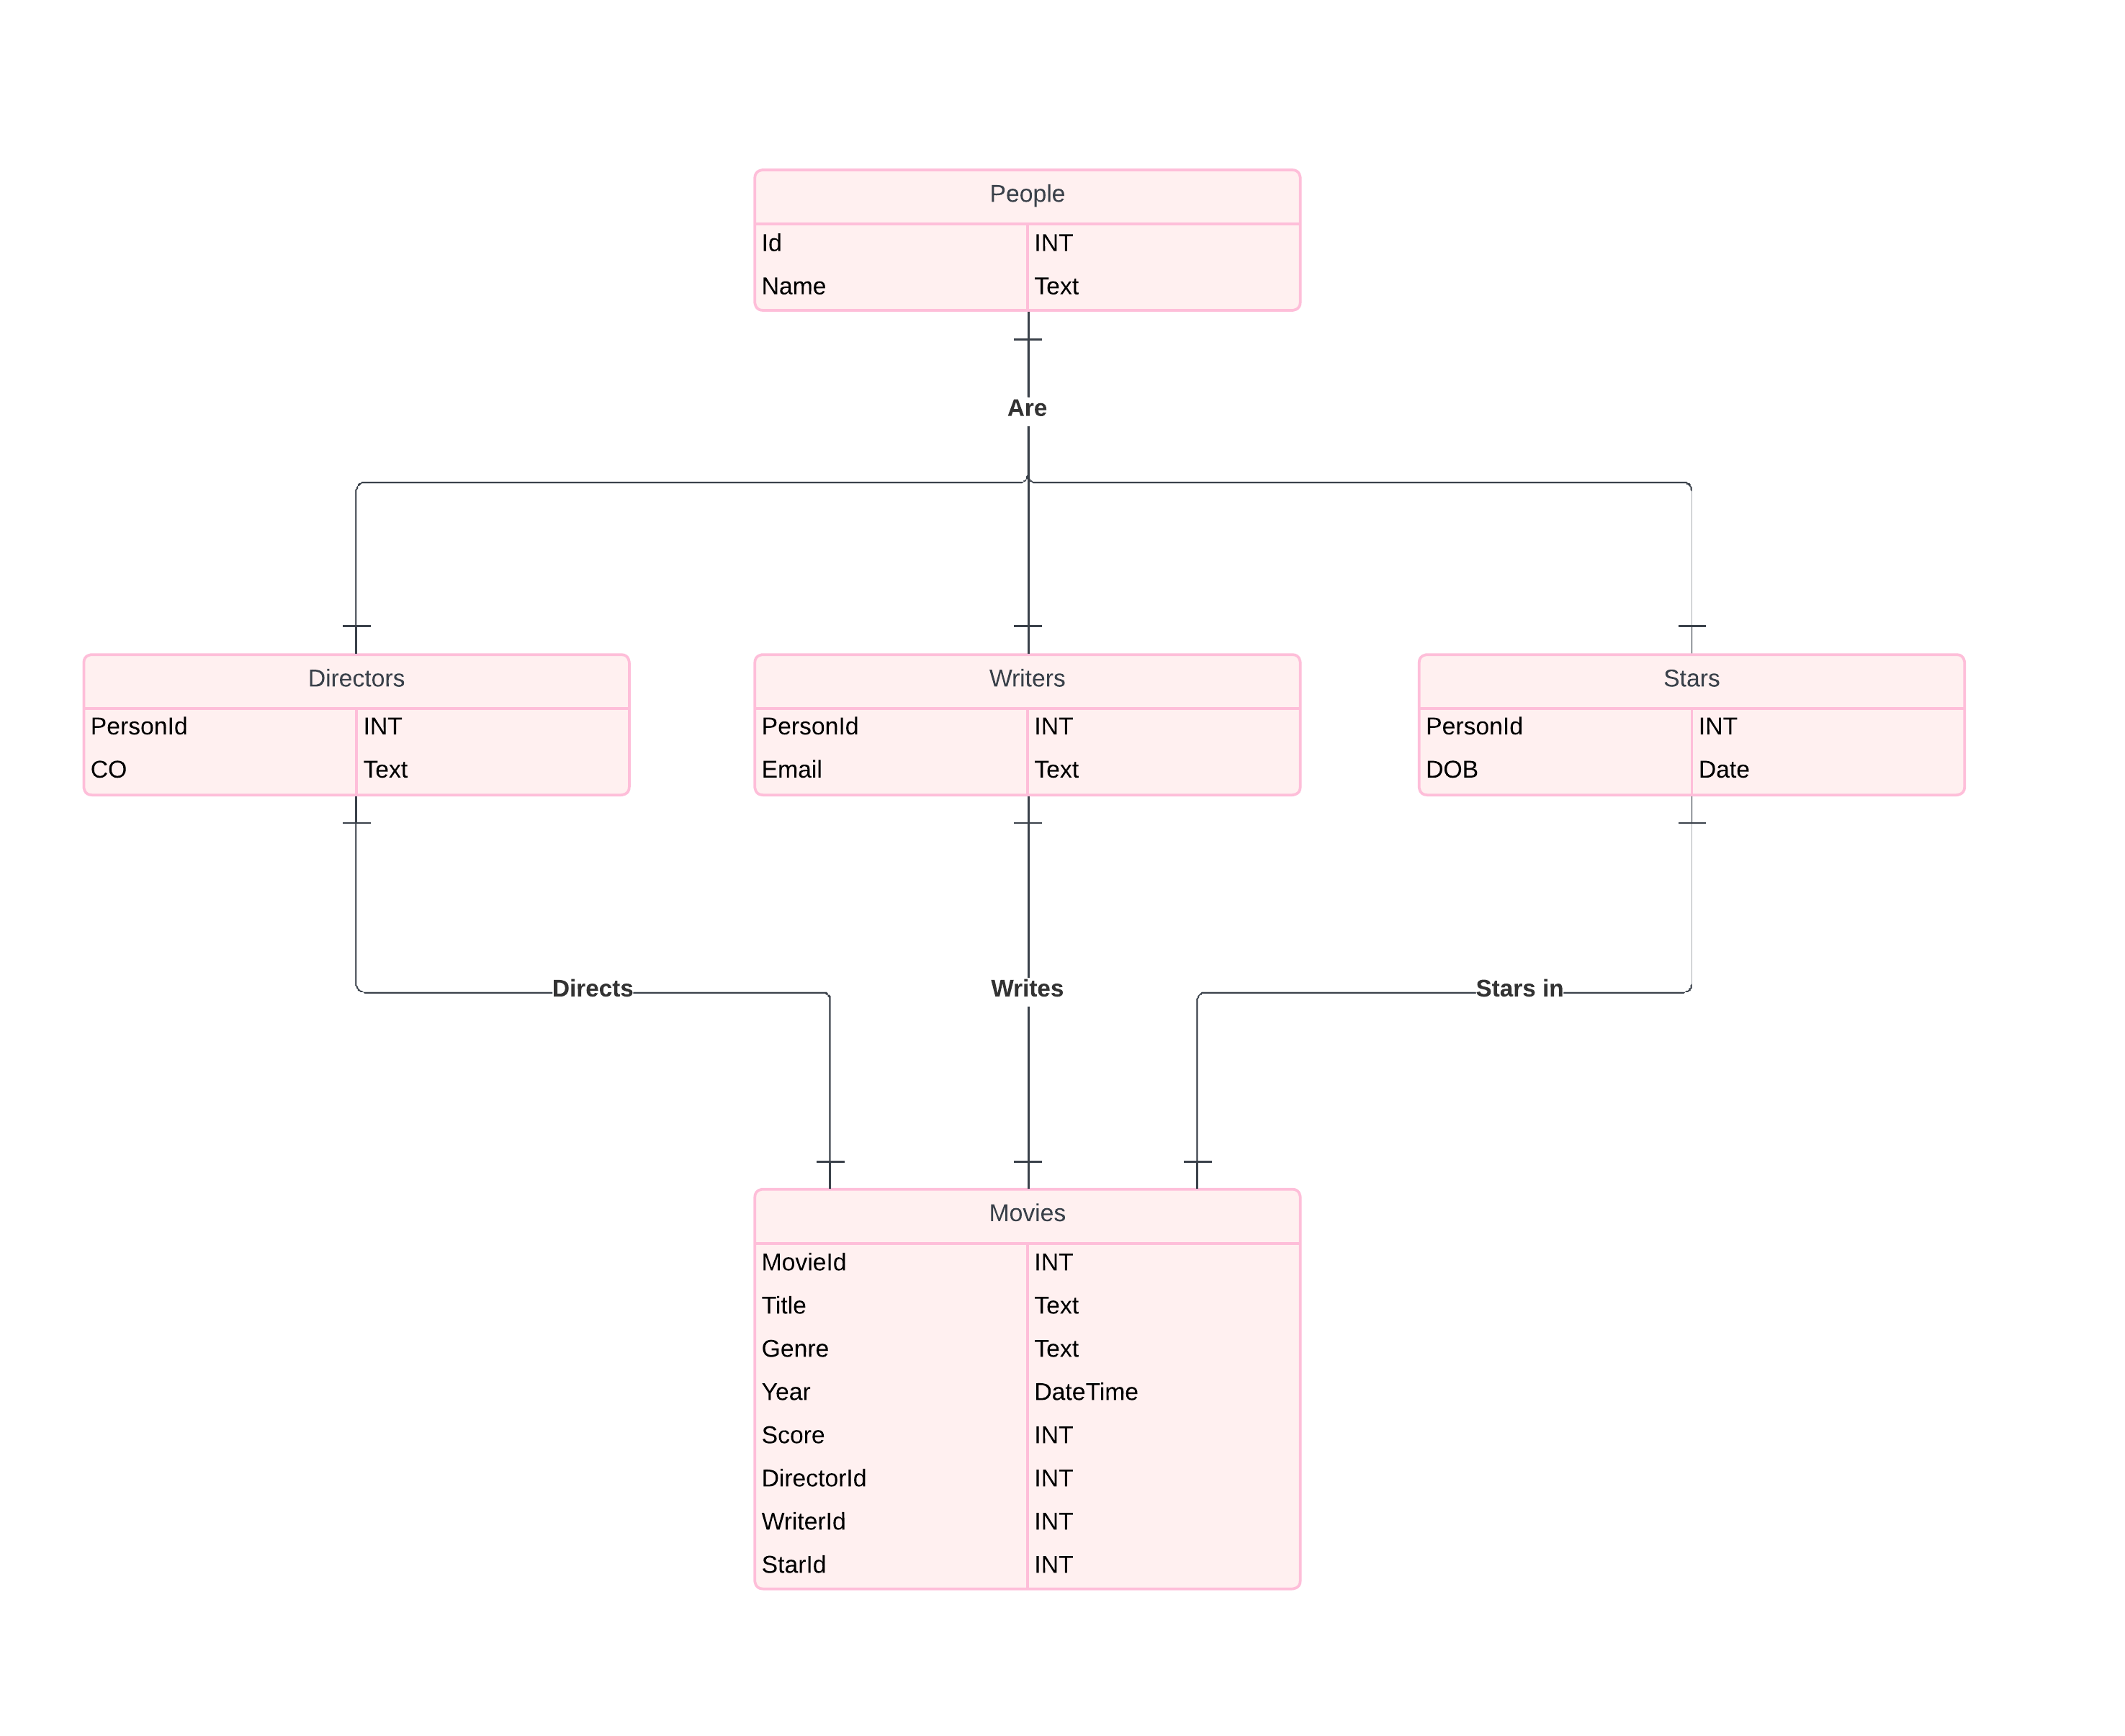 People
Id INT
Name Text
Are
Directors
PersonId INT
CO Text
Writers
PersonId INT
Email Text
Stars
PersonId INT
DOB Date
Directs
Writes
Stars in
Movies
MovieId INT
Title Text
Genre Text
Year DateTime
Score INT
DirectorId INT
WriterId INT
StarId INT